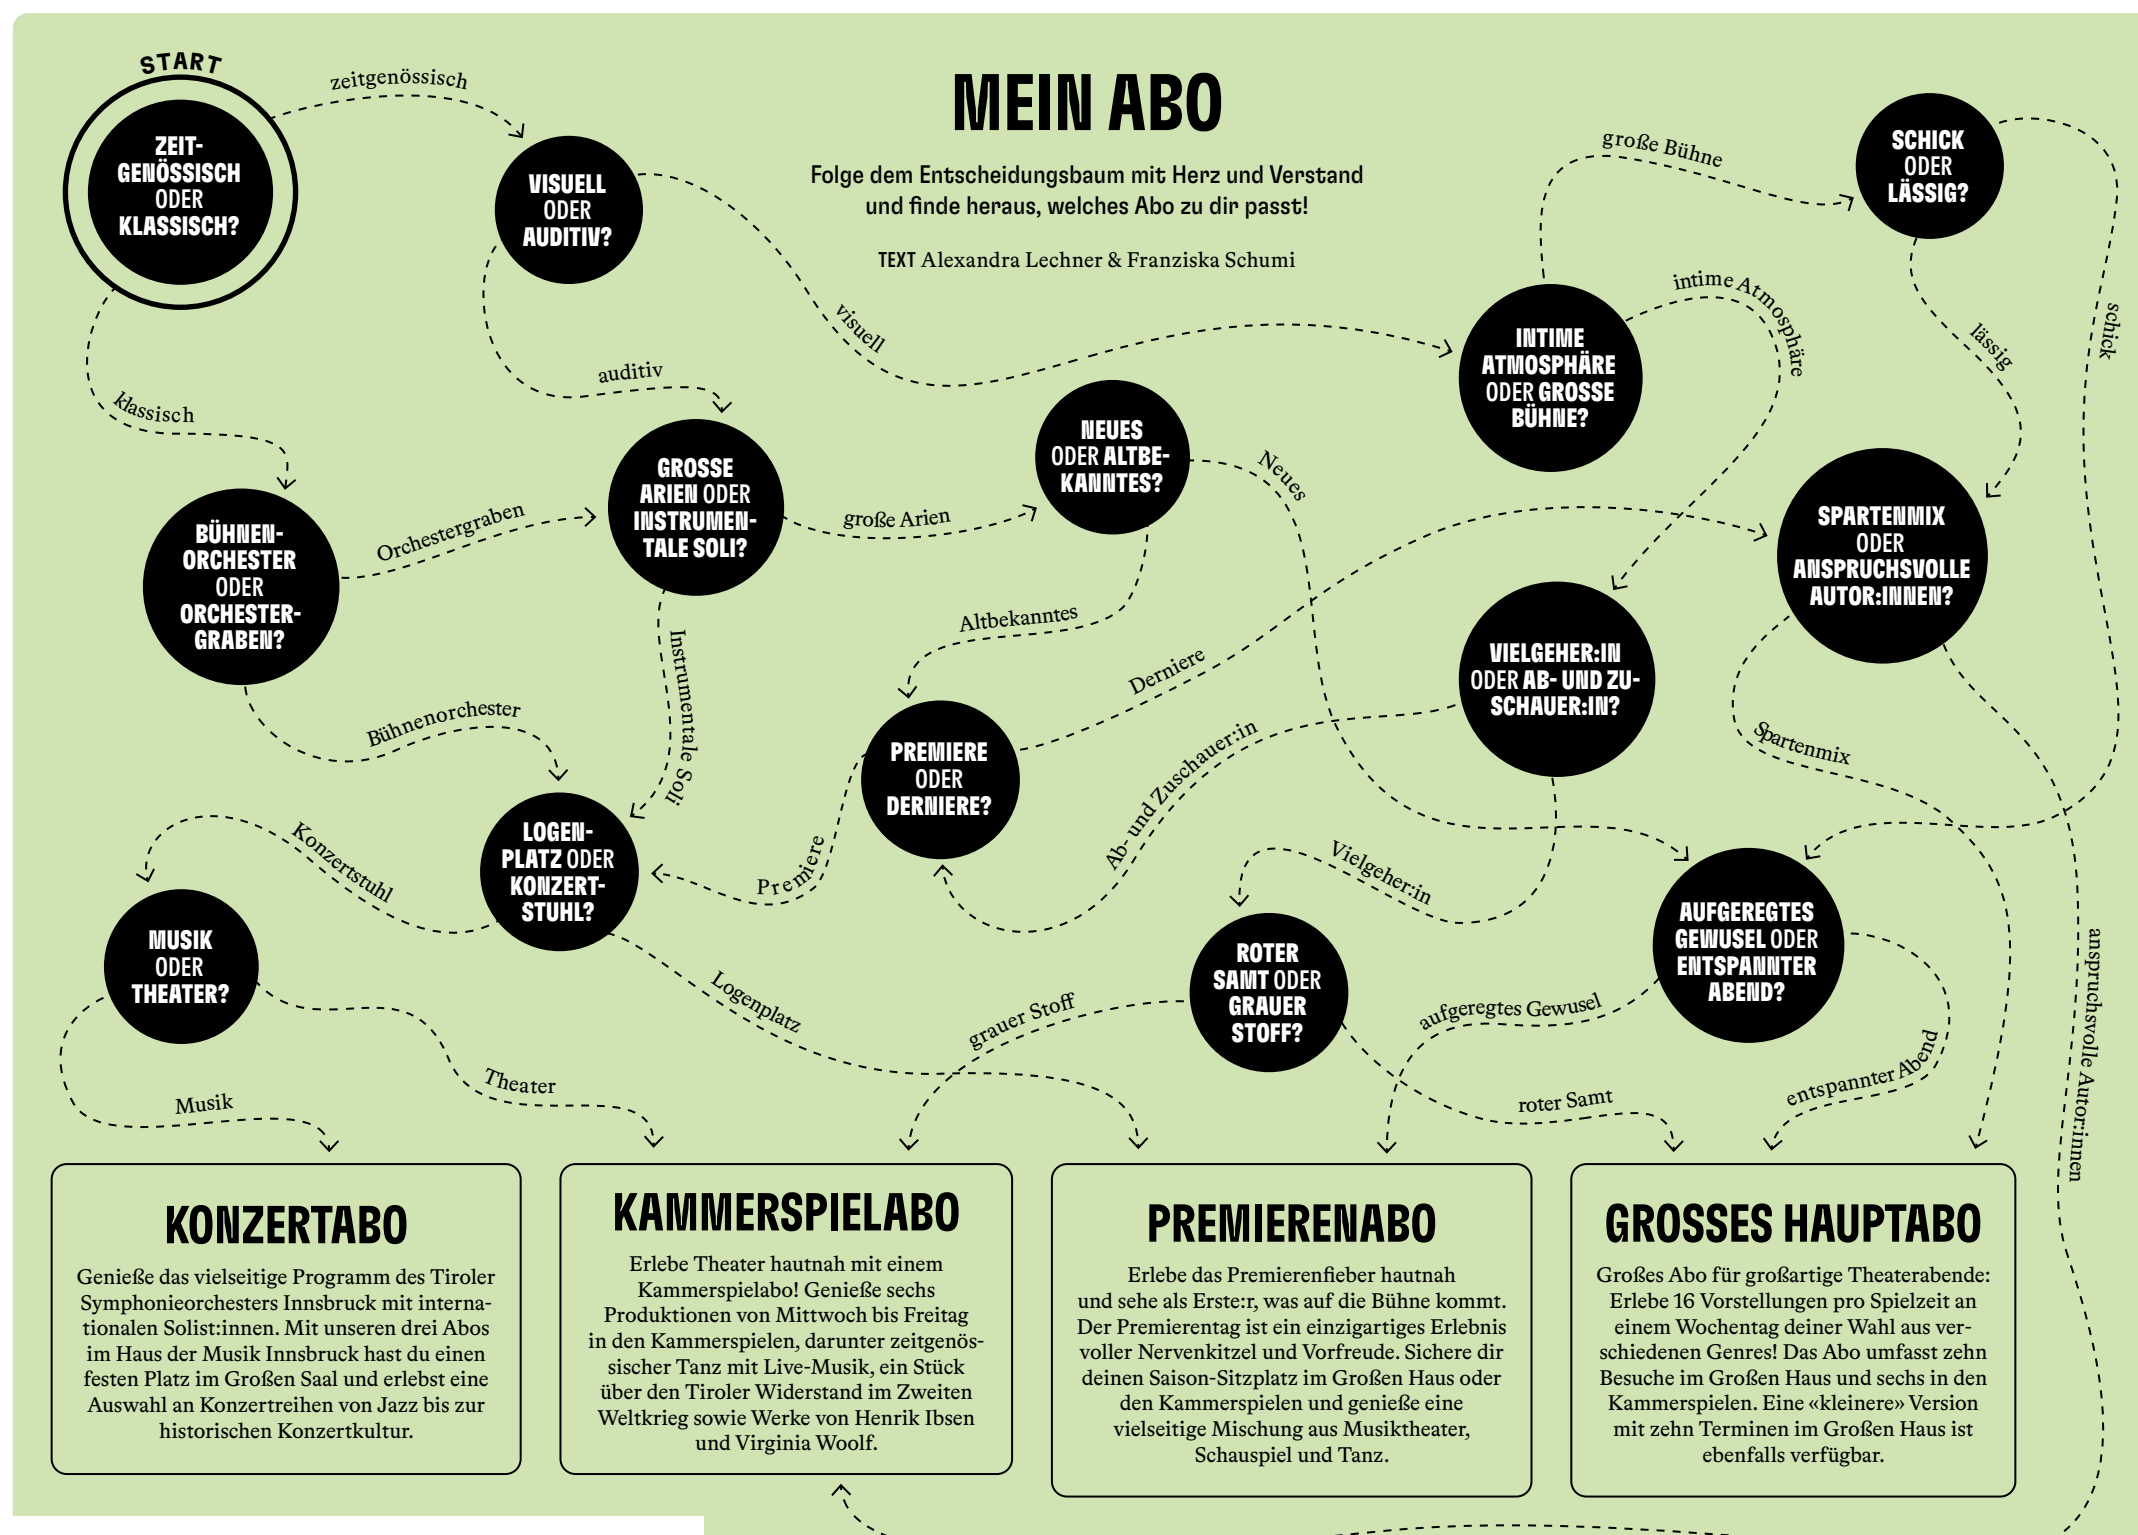 START
ZEIT-
GENÖSSISCH
ODER
KLASSISCH?
zeitgenössisch
klassisch
VISUELL
ODER
AUDITIV?
visuell
auditiv
MEIN ABO
Folge dem Entscheidungsbaum mit Herz und Verstand
und finde heraus, welches Abo zu dir passt!
TEXT Alexandra Lechner & Franziska Schumi
große Bühne
SCHICK
ODER
LÄSSIG?
schick
lässig
intime Atmosphäre
INTIME
ATMOSPHÄRE
ODER GROSSE
BÜHNE?
NEUES
ODER ALTBE-
KANNTES?
Neues
Altbekanntes
GROSSE
ARIEN ODER
INSTRUMEN-
TALE SOLI?
große Arien
Instrumentale Soli
BÜHNEN-
ORCHESTER
ODER
ORCHESTER-
GRABEN?
Orchestergraben
Bühnenorchester
SPARTENMIX
ODER
ANSPRUCHSVOLLE
AUTOR:INNEN?
Spartenmix
anspruchsvolle Autor:innen
VIELGEHER:IN
ODER AB- UND ZU-
SCHAUER:IN?
Ab- und Zuschauer:in
Vielgeher:in
PREMIERE
ODER
DERNIERE?
Derniere
Premiere
LOGEN-
PLATZ ODER
KONZERT-
STUHL?
Konzertstuhl
Logenplatz
MUSIK
ODER
THEATER?
Musik
Theater
ROTER
SAMT ODER
GRAUER
STOFF?
grauer Stoff
roter Samt
AUFGEREGTES
GEWUSEL ODER
ENTSPANNTER
ABEND?
aufgeregtes Gewusel
entspannter Abend
KONZERTABO
Genieße das vielseitige Programm des Tiroler
Symphonieorchesters Innsbruck mit interna-
tionalen Solist:innen. Mit unseren drei Abos
im Haus der Musik Innsbruck hast du einen
festen Platz im Großen Saal und erlebst eine
Auswahl an Konzertreihen von Jazz bis zur
historischen Konzertkultur.
KAMMERSPIELABO
Erlebe Theater hautnah mit einem
Kammerspielabo! Genieße sechs
Produktionen von Mittwoch bis Freitag
in den Kammerspielen, darunter zeitgenös-
sischer Tanz mit Live-Musik, ein Stück
über den Tiroler Widerstand im Zweiten
Weltkrieg sowie Werke von Henrik Ibsen
und Virginia Woolf.
PREMIERENABO
Erlebe das Premierenfieber hautnah
und sehe als Erste:r, was auf die Bühne kommt.
Der Premierentag ist ein einzigartiges Erlebnis
voller Nervenkitzel und Vorfreude. Sichere dir
deinen Saison-Sitzplatz im Großen Haus oder
den Kammerspielen und genieße eine
vielseitige Mischung aus Musiktheater,
Schauspiel und Tanz.
GROSSES HAUPTABO
Großes Abo für großartige Theaterabende:
Erlebe 16 Vorstellungen pro Spielzeit an
einem Wochentag deiner Wahl aus ver-
schiedenen Genres! Das Abo umfasst zehn
Besuche im Großen Haus und sechs in den
Kammerspielen. Eine «kleinere» Version
mit zehn Terminen im Großen Haus ist
ebenfalls verfügbar.